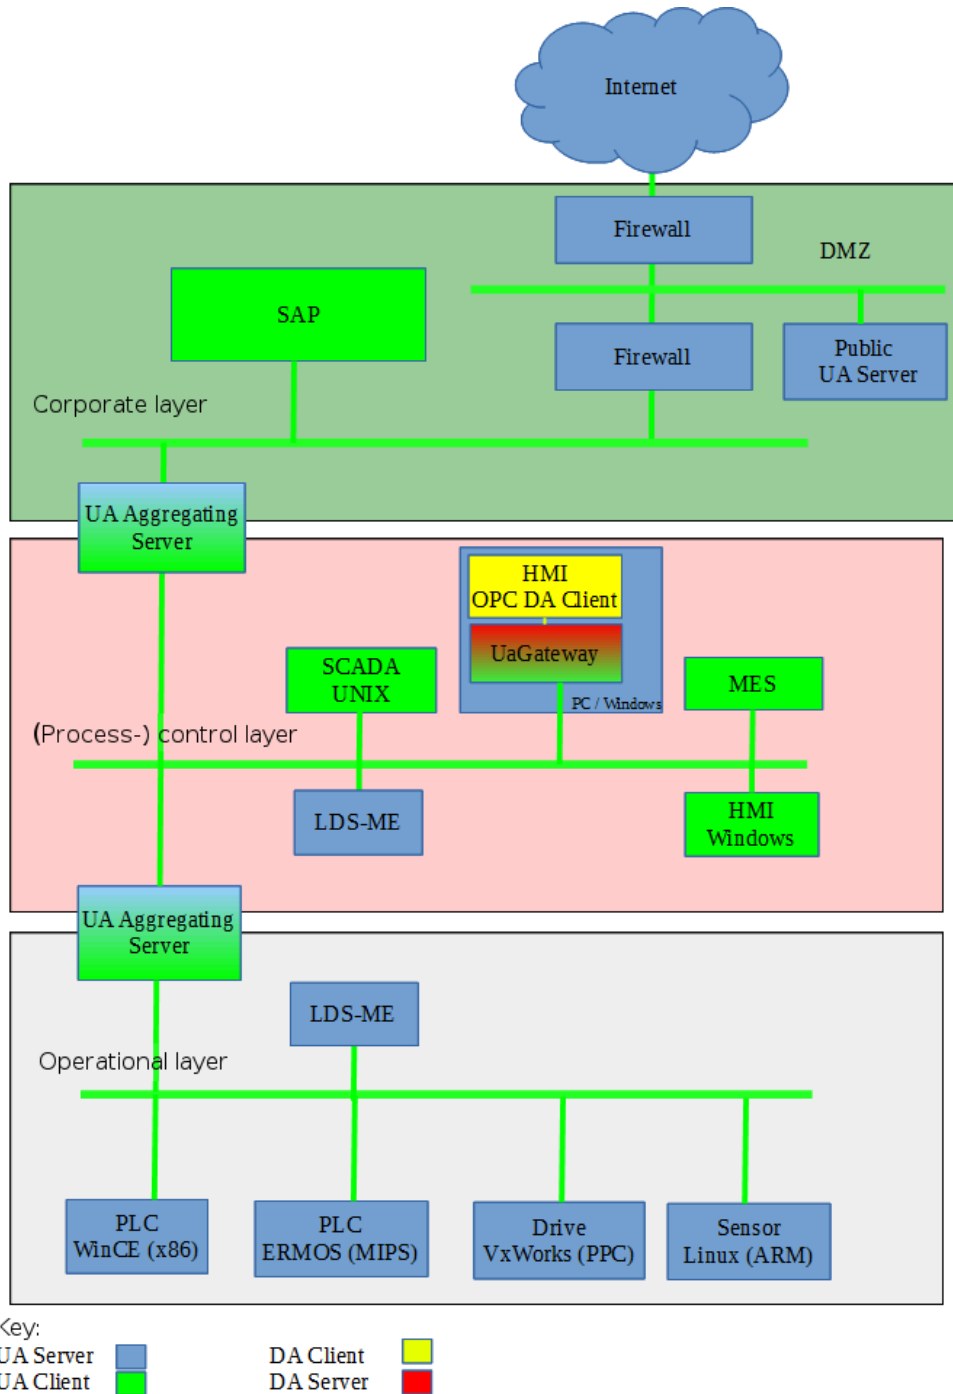 Internet
Firewall
DMZ
SAP
Firewall
Public
UA Server
Corporate layer
UA Aggregating
Server
HMI
OPC DA Client
UaGateway
PC / Windows
SCADA
UNIX
MES
(Process-) control layer
LDS-ME
HMI
Windows
UA Aggregating
Server
LDS-ME
Operational layer
PLC
WinCE (x86)
PLC
ERMOS (MIPS)
Drive
VxWorks (PPC)
Sensor
Linux (ARM)
Key:
UA Server
DA Client
UA Client
DA Server